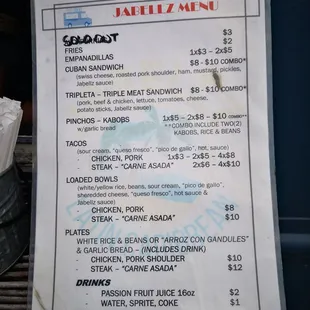 JABELLZ MENU
SOLD OUT
$3
FRIES $2
EMPANADILLAS 1x$3 - 2x$5
CUBAN SANDWICH $8 - $10 COMBO*
(swiss cheese, roasted pork shoulder, ham, mustard, pickles,
Jabellz sauce)
TRIPLETA – TRIPLE MEAT SANDWICH $8 - $10 COMBO*
(pork, beef & chicken, lettuce, tomatoes, cheese,
potato sticks, Jabellz sauce)
PINCHOS – KABOBS 1x$5 – 2x$8 – $10 COMBO**
w/garlic bread **COMBO INCLUDE TWO(2)
KABOBS, RICE & BEANS
TACOS
(sour cream, "queso fresco", "pico de gallo", hot, sauce)
- CHICKEN, PORK 1x$3 – 2x$5 – 4x$8
- STEAK – "CARNE ASADA" 2x$6 – 4x$10
LOADED BOWLS
(white/yellow rice, beans, sour cream, "pico de gallo",
sharedded cheese, "queso fresco", hot sauce &
Jabellz sauce)
- CHICKEN, PORK $8
- STEAK – "CARNE ASADA" $10
PLATES
WHITE RICE & BEANS OR "ARROZ CON GANDULES"
& GARLIC BREAD – (INCLUDES DRINK)
- CHICKEN, PORK SHOULDER $10
- STEAK – "CARNE ASADA" $12
DRINKS
- PASSION FRUIT JUICE 16oz $2
- WATER, SPRITE, COKE $1